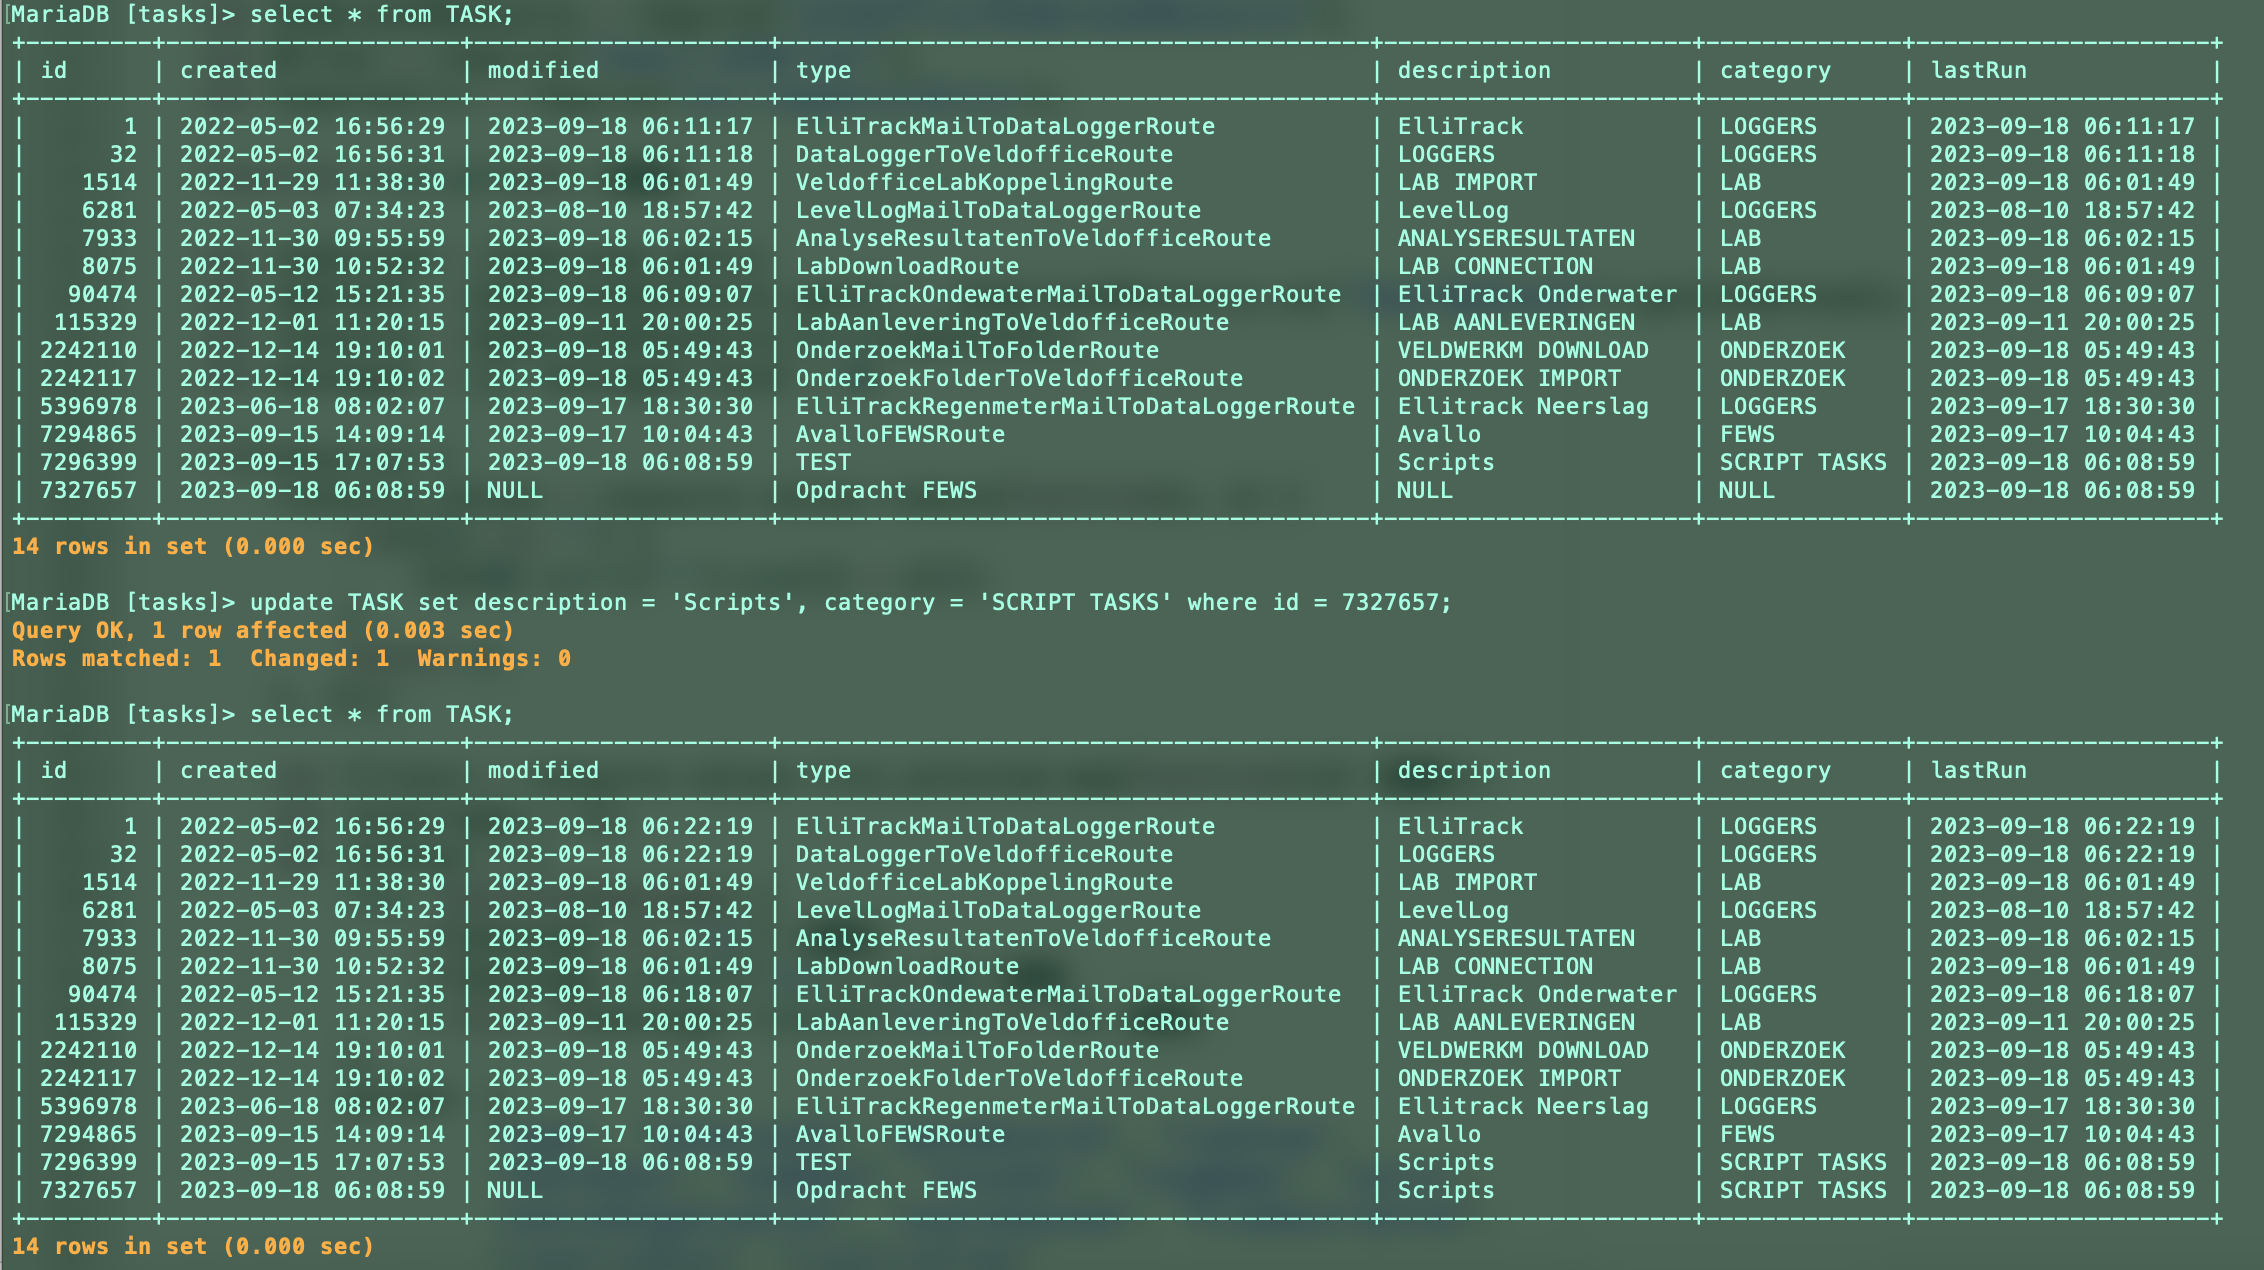 MariaDB [tasks]> select * from TASK;
+---------+---------------------+---------------------+-----------------------------------------+----------------------+--------------+---------------------+
| id      | created             | modified            | type                                    | description          | category     | lastRun             |
+---------+---------------------+---------------------+-----------------------------------------+----------------------+--------------+---------------------+
|       1 | 2022-05-02 16:56:29 | 2023-09-18 06:11:17 | ElliTrackMailToDataLoggerRoute          | ElliTrack            | LOGGERS      | 2023-09-18 06:11:17 |
|      32 | 2022-05-02 16:56:31 | 2023-09-18 06:11:18 | DataLoggerToVeldofficeRoute             | LOGGERS              | LOGGERS      | 2023-09-18 06:11:18 |
|    1514 | 2022-11-29 11:38:30 | 2023-09-18 06:01:49 | VeldofficeLabKoppelingRoute             | LAB IMPORT           | LAB          | 2023-09-18 06:01:49 |
|    6281 | 2022-05-03 07:34:23 | 2023-08-10 18:57:42 | LevelLogMailToDataLoggerRoute           | LevelLog             | LOGGERS      | 2023-08-10 18:57:42 |
|    7933 | 2022-11-30 09:55:59 | 2023-09-18 06:02:15 | AnalyseResultatenToVeldofficeRoute      | ANALYSERESULTATEN    | LAB          | 2023-09-18 06:02:15 |
|    8075 | 2022-11-30 10:52:32 | 2023-09-18 06:01:49 | LabDownloadRoute                        | LAB CONNECTION       | LAB          | 2023-09-18 06:01:49 |
|   90474 | 2022-05-12 15:21:35 | 2023-09-18 06:09:07 | ElliTrackOndewaterMailToDataLoggerRoute | ElliTrack Onderwater | LOGGERS      | 2023-09-18 06:09:07 |
|  115329 | 2022-12-01 11:20:15 | 2023-09-11 20:00:25 | LabAanleveringToVeldofficeRoute         | LAB AANLEVERINGEN    | LAB          | 2023-09-11 20:00:25 |
| 2242110 | 2022-12-14 19:10:01 | 2023-09-18 05:49:43 | OnderzoekMailToFolderRoute              | VELDWERKM DOWNLOAD   | ONDERZOEK    | 2023-09-18 05:49:43 |
| 2242117 | 2022-12-14 19:10:02 | 2023-09-18 05:49:43 | OnderzoekFolderToVeldofficeRoute        | ONDERZOEK IMPORT     | ONDERZOEK    | 2023-09-18 05:49:43 |
| 5396978 | 2023-06-18 08:02:07 | 2023-09-17 18:30:30 | ElliTrackRegenmeterMailToDataLoggerRoute | Ellitrack Neerslag   | LOGGERS      | 2023-09-17 18:30:30 |
| 7294865 | 2023-09-15 14:09:14 | 2023-09-17 10:04:43 | AvalloFEWSRoute                         | Avallo               | FEWS         | 2023-09-17 10:04:43 |
| 7296399 | 2023-09-15 17:07:53 | 2023-09-18 06:08:59 | TEST                                    | Scripts              | SCRIPT TASKS | 2023-09-18 06:08:59 |
| 7327657 | 2023-09-18 06:08:59 | NULL                | Opdracht FEWS                           | NULL                 | NULL         | 2023-09-18 06:08:59 |
+---------+---------------------+---------------------+-----------------------------------------+----------------------+--------------+---------------------+
14 rows in set (0.000 sec)
MariaDB [tasks]> update TASK set description = 'Scripts', category = 'SCRIPT TASKS' where id = 7327657;
Query OK, 1 row affected (0.003 sec)
Rows matched: 1  Changed: 1  Warnings: 0
MariaDB [tasks]> select * from TASK;
+---------+---------------------+---------------------+-----------------------------------------+----------------------+--------------+---------------------+
| id      | created             | modified            | type                                    | description          | category     | lastRun             |
+---------+---------------------+---------------------+-----------------------------------------+----------------------+--------------+---------------------+
|       1 | 2022-05-02 16:56:29 | 2023-09-18 06:22:19 | ElliTrackMailToDataLoggerRoute          | ElliTrack            | LOGGERS      | 2023-09-18 06:22:19 |
|      32 | 2022-05-02 16:56:31 | 2023-09-18 06:22:19 | DataLoggerToVeldofficeRoute             | LOGGERS              | LOGGERS      | 2023-09-18 06:22:19 |
|    1514 | 2022-11-29 11:38:30 | 2023-09-18 06:01:49 | VeldofficeLabKoppelingRoute             | LAB IMPORT           | LAB          | 2023-09-18 06:01:49 |
|    6281 | 2022-05-03 07:34:23 | 2023-08-10 18:57:42 | LevelLogMailToDataLoggerRoute           | LevelLog             | LOGGERS      | 2023-08-10 18:57:42 |
|    7933 | 2022-11-30 09:55:59 | 2023-09-18 06:02:15 | AnalyseResultatenToVeldofficeRoute      | ANALYSERESULTATEN    | LAB          | 2023-09-18 06:02:15 |
|    8075 | 2022-11-30 10:52:32 | 2023-09-18 06:01:49 | LabDownloadRoute                        | LAB CONNECTION       | LAB          | 2023-09-18 06:01:49 |
|   90474 | 2022-05-12 15:21:35 | 2023-09-18 06:18:07 | ElliTrackOndewaterMailToDataLoggerRoute | ElliTrack Onderwater | LOGGERS      | 2023-09-18 06:18:07 |
|  115329 | 2022-12-01 11:20:15 | 2023-09-11 20:00:25 | LabAanleveringToVeldofficeRoute         | LAB AANLEVERINGEN    | LAB          | 2023-09-11 20:00:25 |
| 2242110 | 2022-12-14 19:10:01 | 2023-09-18 05:49:43 | OnderzoekMailToFolderRoute              | VELDWERKM DOWNLOAD   | ONDERZOEK    | 2023-09-18 05:49:43 |
| 2242117 | 2022-12-14 19:10:02 | 2023-09-18 05:49:43 | OnderzoekFolderToVeldofficeRoute        | ONDERZOEK IMPORT     | ONDERZOEK    | 2023-09-18 05:49:43 |
| 5396978 | 2023-06-18 08:02:07 | 2023-09-17 18:30:30 | ElliTrackRegenmeterMailToDataLoggerRoute | Ellitrack Neerslag   | LOGGERS      | 2023-09-17 18:30:30 |
| 7294865 | 2023-09-15 14:09:14 | 2023-09-17 10:04:43 | AvalloFEWSRoute                         | Avallo               | FEWS         | 2023-09-17 10:04:43 |
| 7296399 | 2023-09-15 17:07:53 | 2023-09-18 06:08:59 | TEST                                    | Scripts              | SCRIPT TASKS | 2023-09-18 06:08:59 |
| 7327657 | 2023-09-18 06:08:59 | NULL                | Opdracht FEWS                           | Scripts              | SCRIPT TASKS | 2023-09-18 06:08:59 |
+---------+---------------------+---------------------+-----------------------------------------+----------------------+--------------+---------------------+
14 rows in set (0.000 sec)